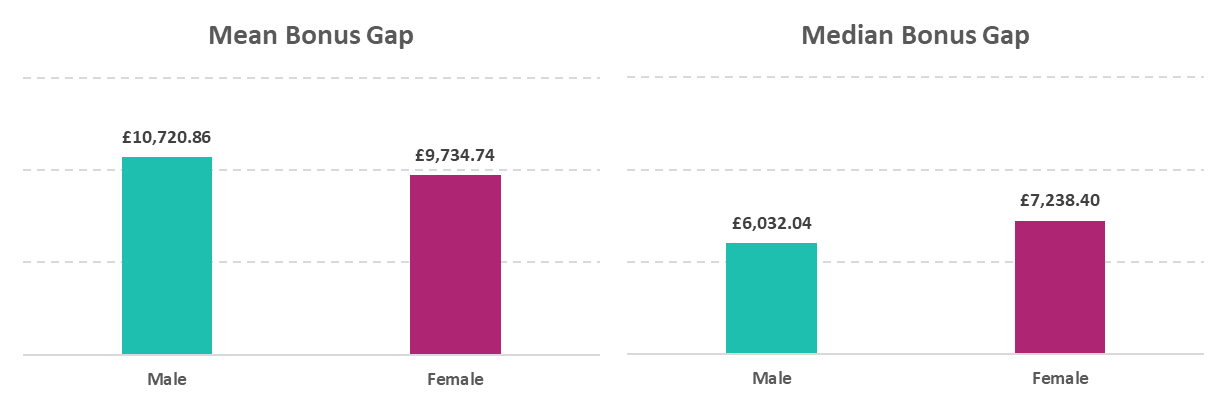 Mean Bonus Gap
£10,720.86
£9,734.74
Male
Female
Median Bonus Gap
£6,032.04
£7,238.40
Male
Female